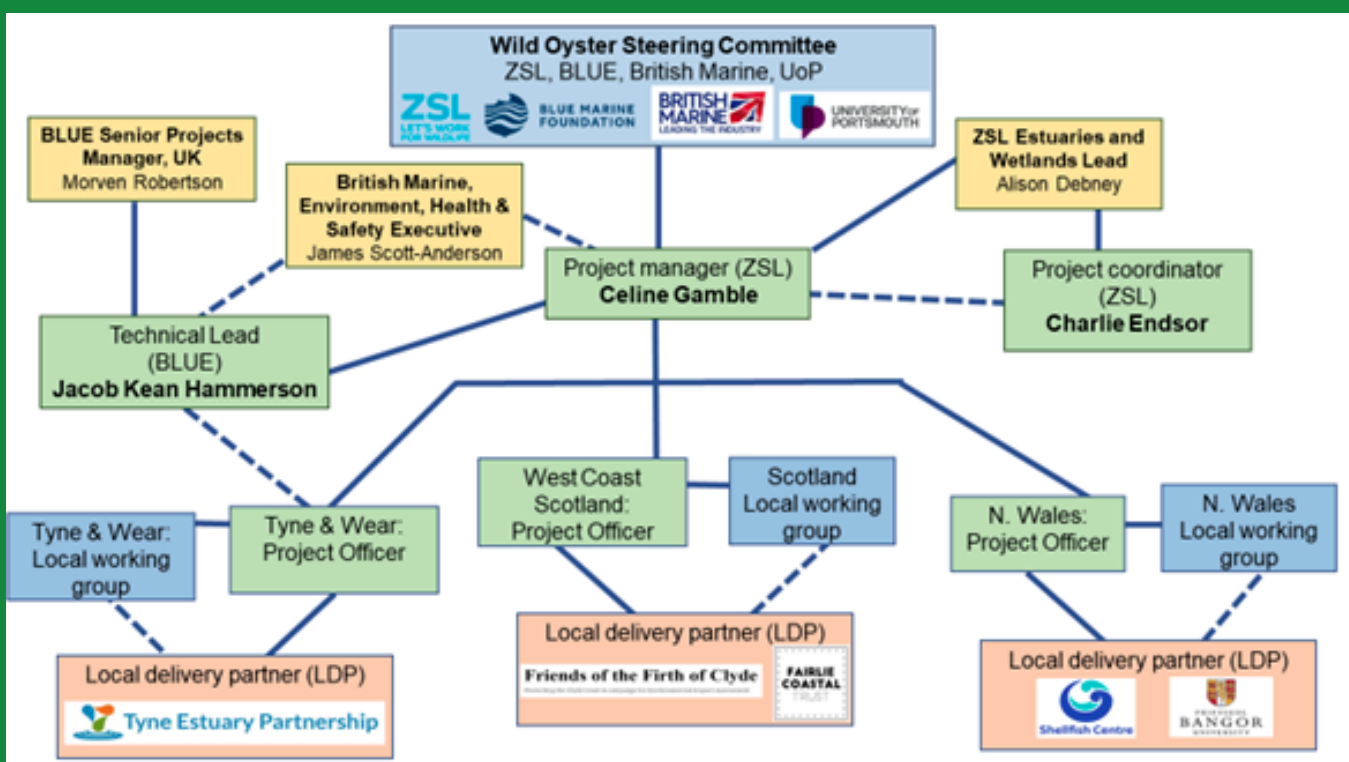 Wild Oyster Steering Committee
ZSL, BLUE, British Marine, UoP
ZSL
LET'S WORK
FOR WILDLIFE
BLUE MARINE
FOUNDATION
BRITISH
MARINE
LEADING THE INDUSTRY
UNIVERSITY OF
PORTSMOUTH
BLUE Senior Projects
Manager, UK
Morven Robertson
British Marine,
Environment, Health &
Safety Executive
James Scott-Anderson
ZSL Estuaries and
Wetlands Lead
Alison Debney
Project manager (ZSL)
Celine Gamble
Project coordinator
(ZSL)
Charlie Endsor
Technical Lead
(BLUE)
Jacob Kean Hammerson
Tyne & Wear:
Local working
group
Tyne & Wear:
Project Officer
West Coast
Scotland:
Project Officer
Scotland
Local working
group
N. Wales:
Project Officer
N. Wales
Local working
group
Local delivery partner (LDP)
Tyne Estuary Partnership
Local delivery partner (LDP)
Friends of the Firth of Clyde
FAIRLIE
COASTAL
TRUST
Local delivery partner (LDP)
Shellfish Centre
PRIFYSGOL
BANGOR
UNIVERSITY